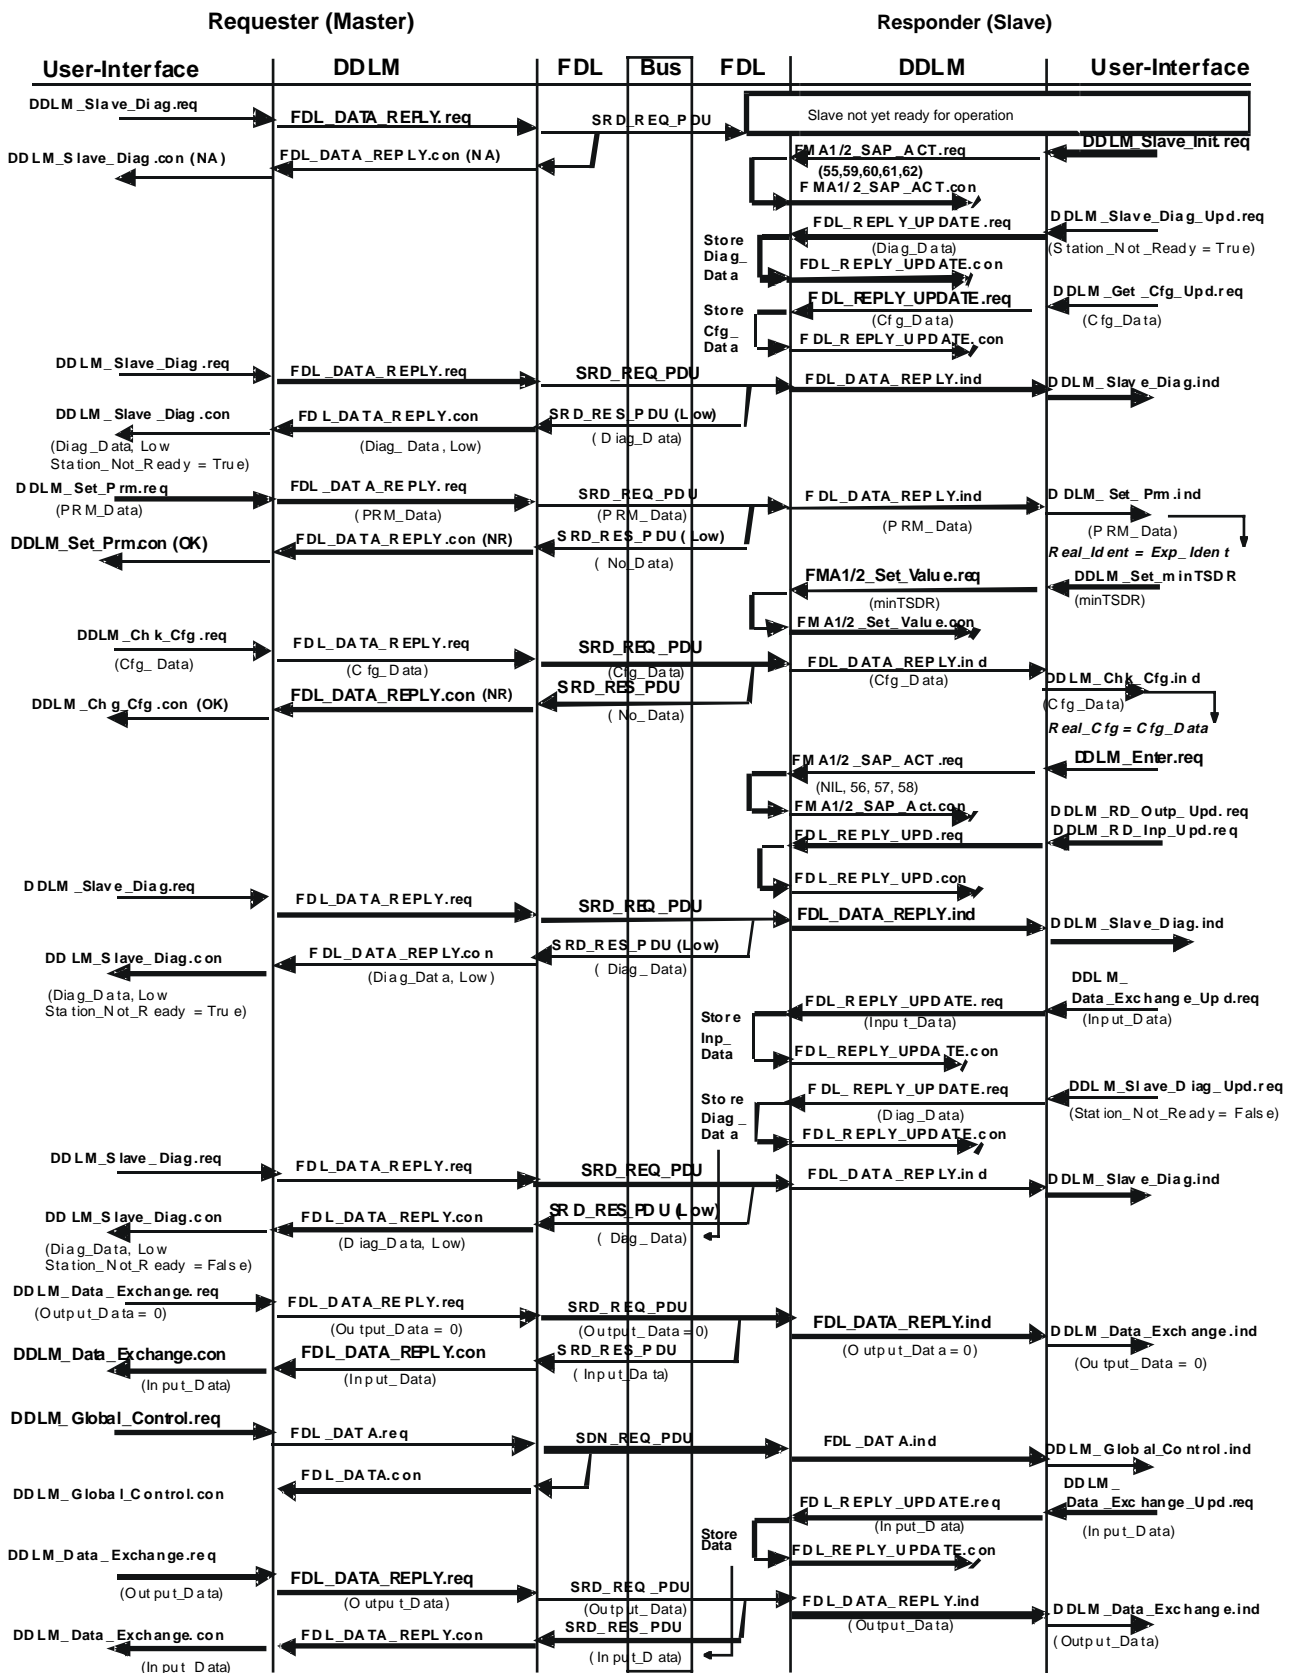 Requester (Master)
Responder (Slave)
User-Interface DDLM FDL Bus FDL DDLM User-Interface
DDLM_Slave_Diag.req
FDL_DATA_REPLY.req
SRD_REQ_PDU
Slave not yet ready for operation
DDLM_Slave_Init.req
DDLM_Slave_Diag.con (NA)
FDL_DATA_REPLY.con (NA)
FMA1/2_SAP_ACT.req
(55,59,60,61,62)
FMA1/2_SAP_ACT.con
DDLM_Slave_Diag_Upd.req
FDL_REPLY_UPDATE.req
(Diag_Data)
(Station_Not_Ready = True)
Store
Diag_
Data
FDL_REPLY_UPDATE.con
DDLM_Get_Cfg_Upd.req
FDL_REPLY_UPDATE.req
(Cfg_Data)
(Cfg_Data)
Store
Cfg_
Data
FDL_REPLY_UPDATE.con
DDLM_Slave_Diag.req
FDL_DATA_REPLY.req
SRD_REQ_PDU
FDL_DATA_REPLY.ind
DDLM_Slave_Diag.ind
DDLM_Slave_Diag.con
FDL_DATA_REPLY.con
SRD_RES_PDU (Low)
(Diag_Data, Low
Station_Not_Ready = True)
(Diag_Data, Low)
(Diag_Data)
DDLM_Set_Prm.req
(PRM_Data)
FDL_DATA_REPLY.req
(PRM_Data)
SRD_REQ_PDU
(PRM_Data)
FDL_DATA_REPLY.ind
(PRM_Data)
DDLM_Set_Prm.ind
(PRM_Data)
Real_Ident = Exp_Ident
DDLM_Set_Prm.con (OK)
FDL_DATA_REPLY.con (NR)
SRD_RES_PDU (Low)
(No_Data)
FMA1/2_Set_Value.req
(minTSDR)
DDLM_Set_minTSDR
(minTSDR)
FMA1/2_Set_Value.con
DDLM_Chk_Cfg.req
(Cfg_Data)
FDL_DATA_REPLY.req
(Cfg_Data)
SRD_REQ_PDU
(Cfg_Data)
FDL_DATA_REPLY.ind
(Cfg_Data)
DDLM_Chk_Cfg.ind
(Cfg_Data)
Real_Cfg = Cfg_Data
DDLM_Chg_Cfg.con (OK)
FDL_DATA_REPLY.con (NR)
SRD_RES_PDU
(No_Data)
DDLM_Enter.req
FMA1/2_SAP_ACT.req
(NIL, 56, 57, 58)
FMA1/2_SAP_Act.con
DDLM_RD_Outp_Upd.req
DDLM_RD_Inp_Upd.req
FDL_REPLY_UPD.req
FDL_REPLY_UPD.con
DDLM_Slave_Diag.req
FDL_DATA_REPLY.req
SRD_REQ_PDU
FDL_DATA_REPLY.ind
DDLM_Slave_Diag.ind
DDLM_Slave_Diag.con
FDL_DATA_REPLY.con
SRD_RES_PDU (Low)
(Diag_Data, Low
Station_Not_Ready = True)
(Diag_Data, Low)
(Diag_Data)
DDLM_
Data_Exchange_Upd.req
(Input_Data)
FDL_REPLY_UPDATE.req
(Input_Data)
Store
Inp_
Data
FDL_REPLY_UPDATE.con
DDLM_Slave_Diag_Upd.req
(Station_Not_Ready = False)
FDL_REPLY_UPDATE.req
(Diag_Data)
Store
Diag_
Data
FDL_REPLY_UPDATE.con
DDLM_Slave_Diag.req
FDL_DATA_REPLY.req
SRD_REQ_PDU
FDL_DATA_REPLY.ind
DDLM_Slave_Diag.ind
DDLM_Slave_Diag.con
FDL_DATA_REPLY.con
SRD_RES_PDU (Low)
(Diag_Data, Low
Station_Not_Ready = False)
(Diag_Data, Low)
(Diag_Data)
DDLM_Data_Exchange.req
(Output_Data = 0)
FDL_DATA_REPLY.req
(Output_Data = 0)
SRD_REQ_PDU
(Output_Data = 0)
FDL_DATA_REPLY.ind
(Output_Data = 0)
DDLM_Data_Exchange.ind
(Output_Data = 0)
DDLM_Data_Exchange.con
(Input_Data)
FDL_DATA_REPLY.con
(Input_Data)
SRD_RES_PDU
(Input_Data)
DDLM_Global_Control.req
FDL_DATA.req
SDN_REQ_PDU
FDL_DATA.ind
DDLM_Global_Control.ind
DDLM_Global_Control.con
FDL_DATA.con
DDLM_
Data_Exchange_Upd.req
(Input_Data)
FDL_REPLY_UPDATE.req
(Input_Data)
Store
Data
FDL_REPLY_UPDATE.con
DDLM_Data_Exchange.req
(Output_Data)
FDL_DATA_REPLY.req
(Output_Data)
SRD_REQ_PDU
(Output_Data)
FDL_DATA_REPLY.ind
(Output_Data)
DDLM_Data_Exchange.ind
(Output_Data)
DDLM_Data_Exchange.con
(Input_Data)
FDL_DATA_REPLY.con
SRD_RES_PDU
(Input_Data)